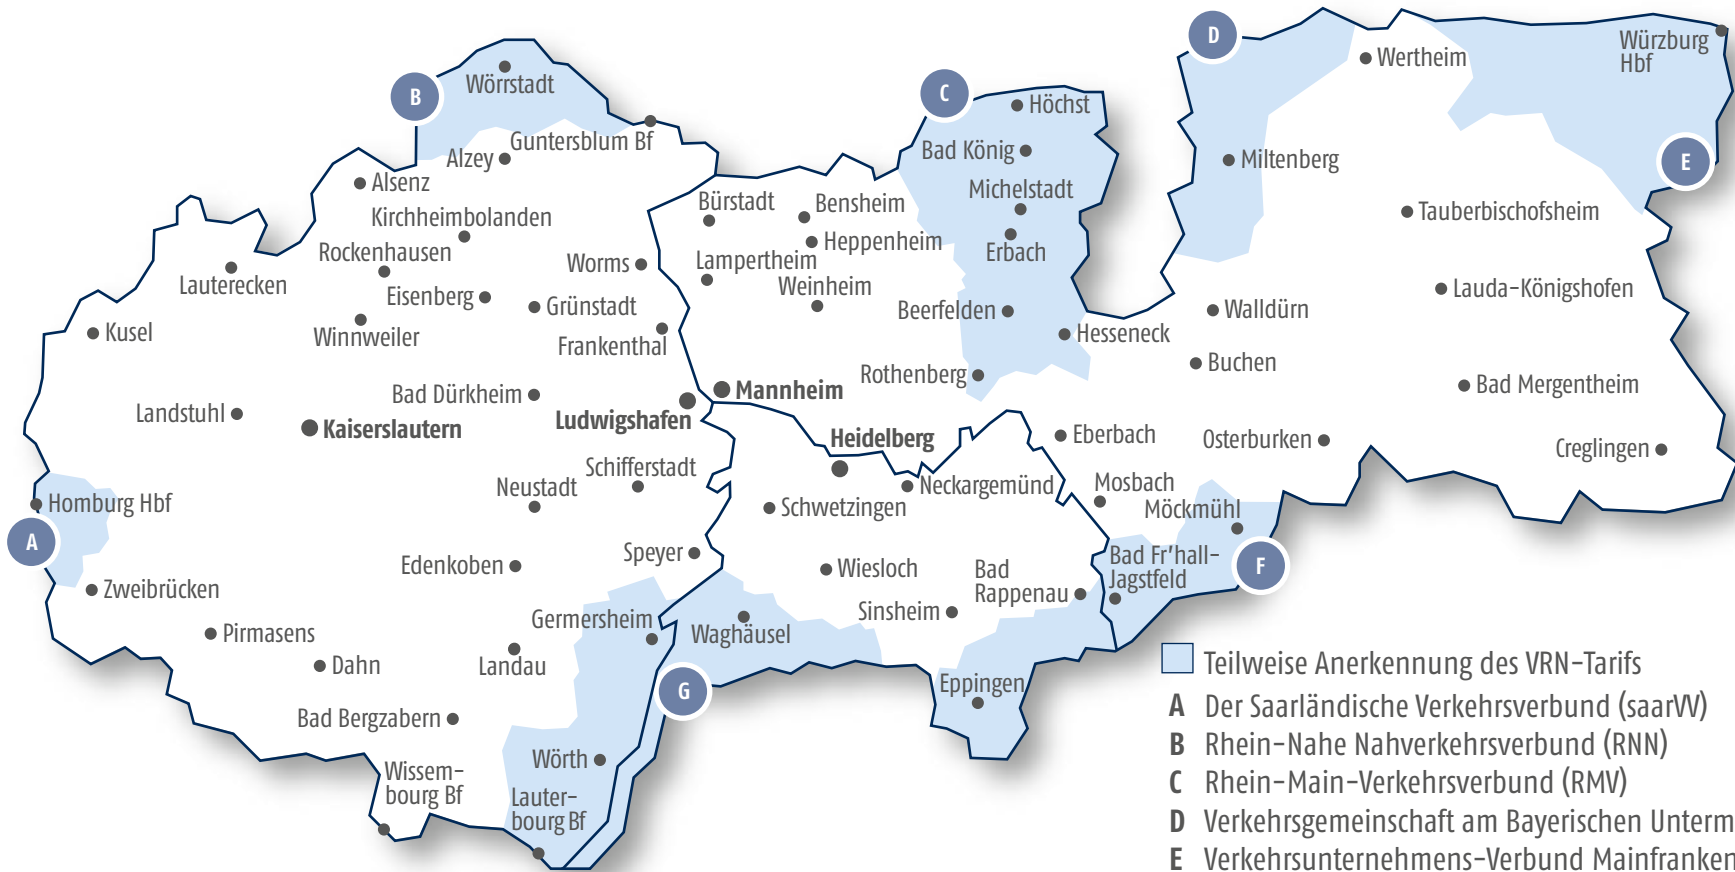 B
Wörrstadt
Guntersblum Bf
Alzey
Alsenz
Kirchheimbolanden
Rockenhausen
Lauterecken
Eisenberg
Worms
Grünstadt
Kusel
Winnweiler
Frankenthal
Bad Dürkheim
Landstuhl
Kaiserslautern
Ludwigshafen
Schifferstadt
Neustadt
Homburg Hbf
A
Speyer
Edenkoben
Zweibrücken
Germersheim
Pirmasens
Landau
Dahn
Bad Bergzabern
Wörth
Wissem-
bourg Bf
Lauter-
bourg Bf
C
Höchst
Bad König
Michelstadt
Erbach
Bürstadt
Bensheim
Heppenheim
Lampertheim
Weinheim
Beerfelden
Hesseneck
Rothenberg
Mannheim
Heidelberg
Eberbach
Neckargemünd
Schwetzingen
Mosbach
Möckmühl
Wiesloch
Bad
Rappenau
Bad Fr'hall-
Jagstfeld
F
Sinsheim
Waghäusel
G
Eppingen
D
Wertheim
Würzburg
Hbf
Miltenberg
E
Tauberbischofsheim
Lauda-Königshofen
Walldürn
Buchen
Bad Mergentheim
Osterburken
Creglingen
Teilweise Anerkennung des VRN-Tarifs
A Der Saarländische Verkehrsverbund (saarVV)
B Rhein-Nahe Nahverkehrsverbund (RNN)
C Rhein-Main-Verkehrsverbund (RMV)
D Verkehrsgemeinschaft am Bayerischen Unterm
E Verkehrsunternehmens-Verbund Mainfranken